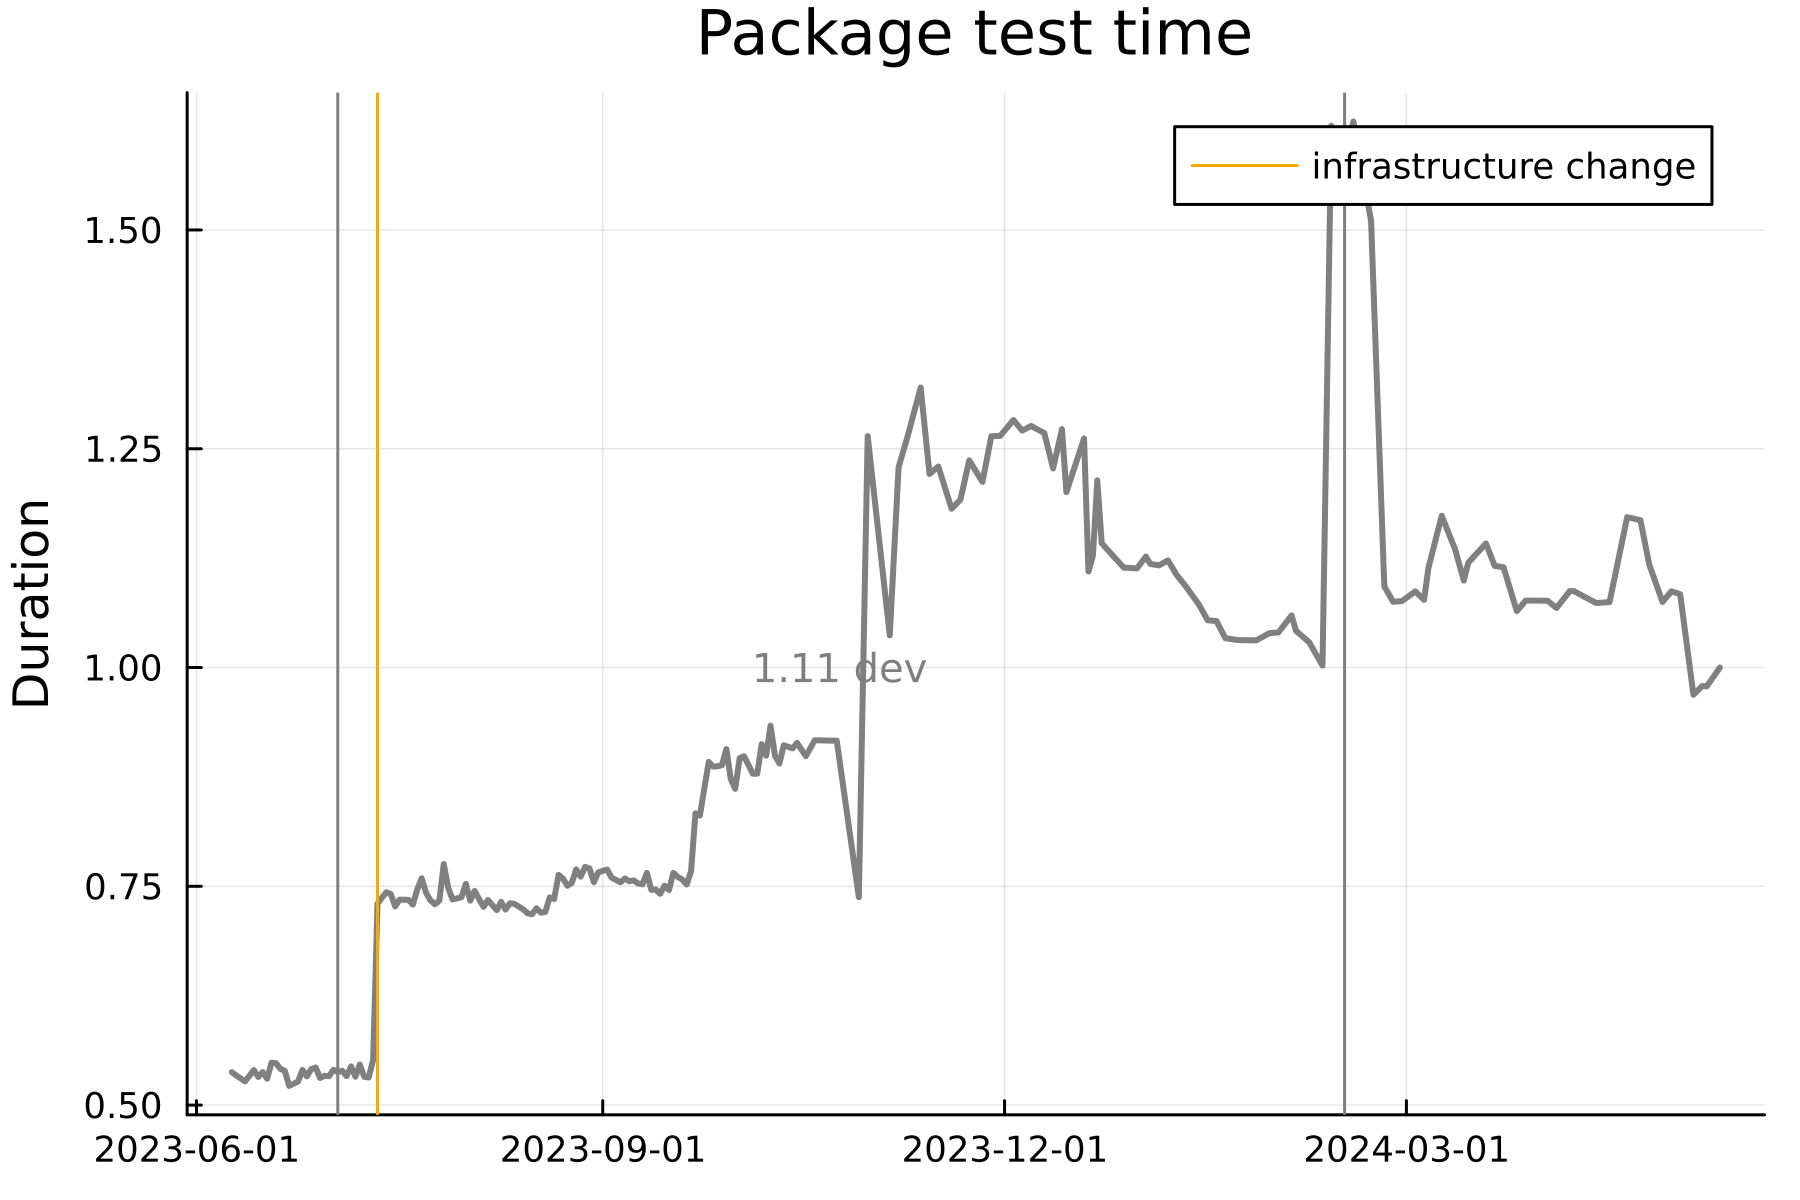 Package test time
infrastructure change
Duration
1.50
1.25
1.00
0.75
0.50
1.11 dev
2023-06-01
2023-09-01
2023-12-01
2024-03-01